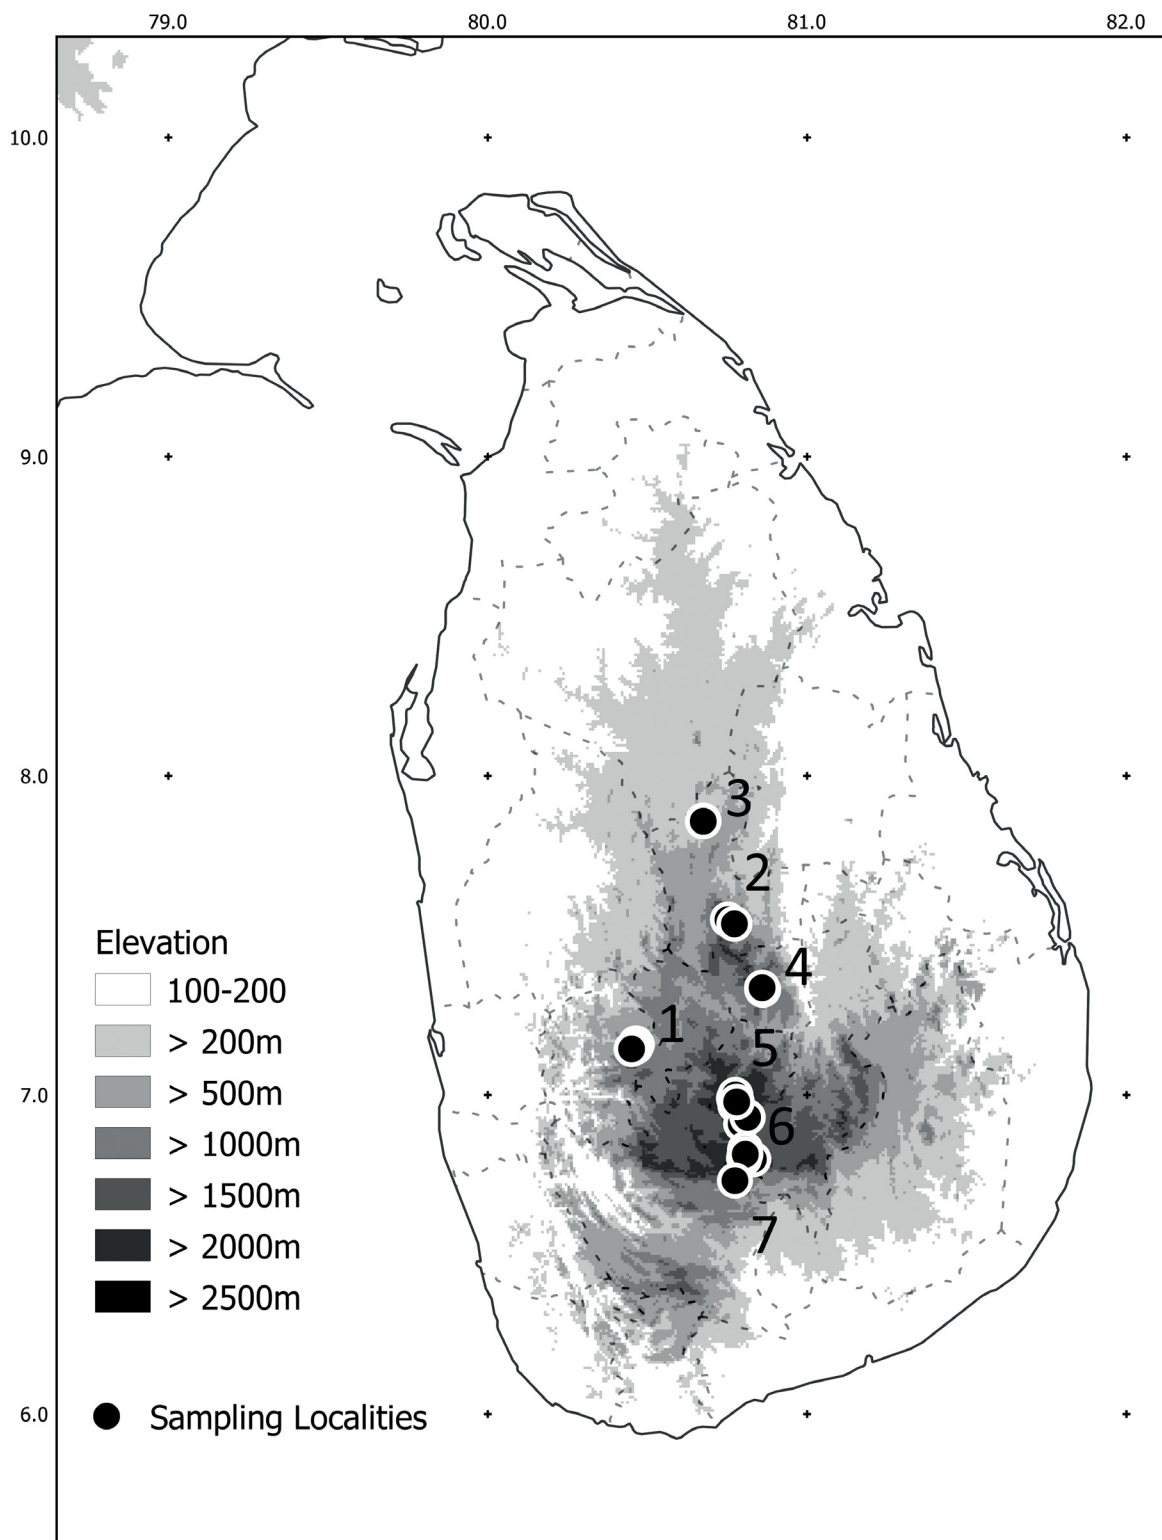 79.0 80.0 81.0 82.0
10.0
9.0
8.0
3
2
4
1
5
7.0
6
7
6.0
Elevation
100-200
> 200m
> 500m
> 1000m
> 1500m
> 2000m
> 2500m
Sampling Localities